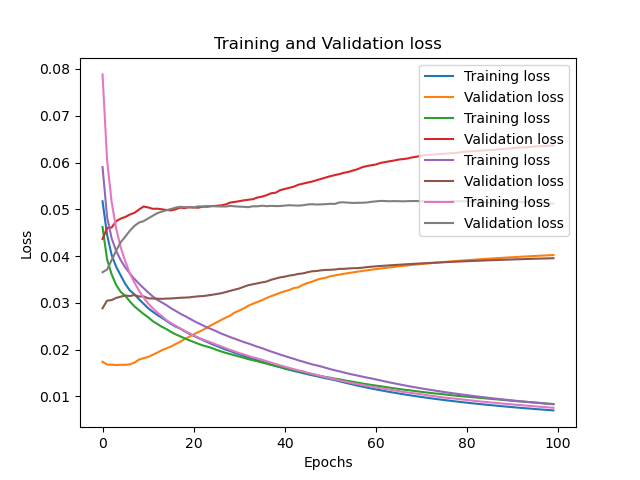 Training and Validation loss
Loss
0.08
0.07
0.06
0.05
0.04
0.03
0.02
0.01
Training loss
Validation loss
Training loss
Validation loss
Training loss
Validation loss
Training loss
Validation loss
0 20 40 60 80 100
Epochs